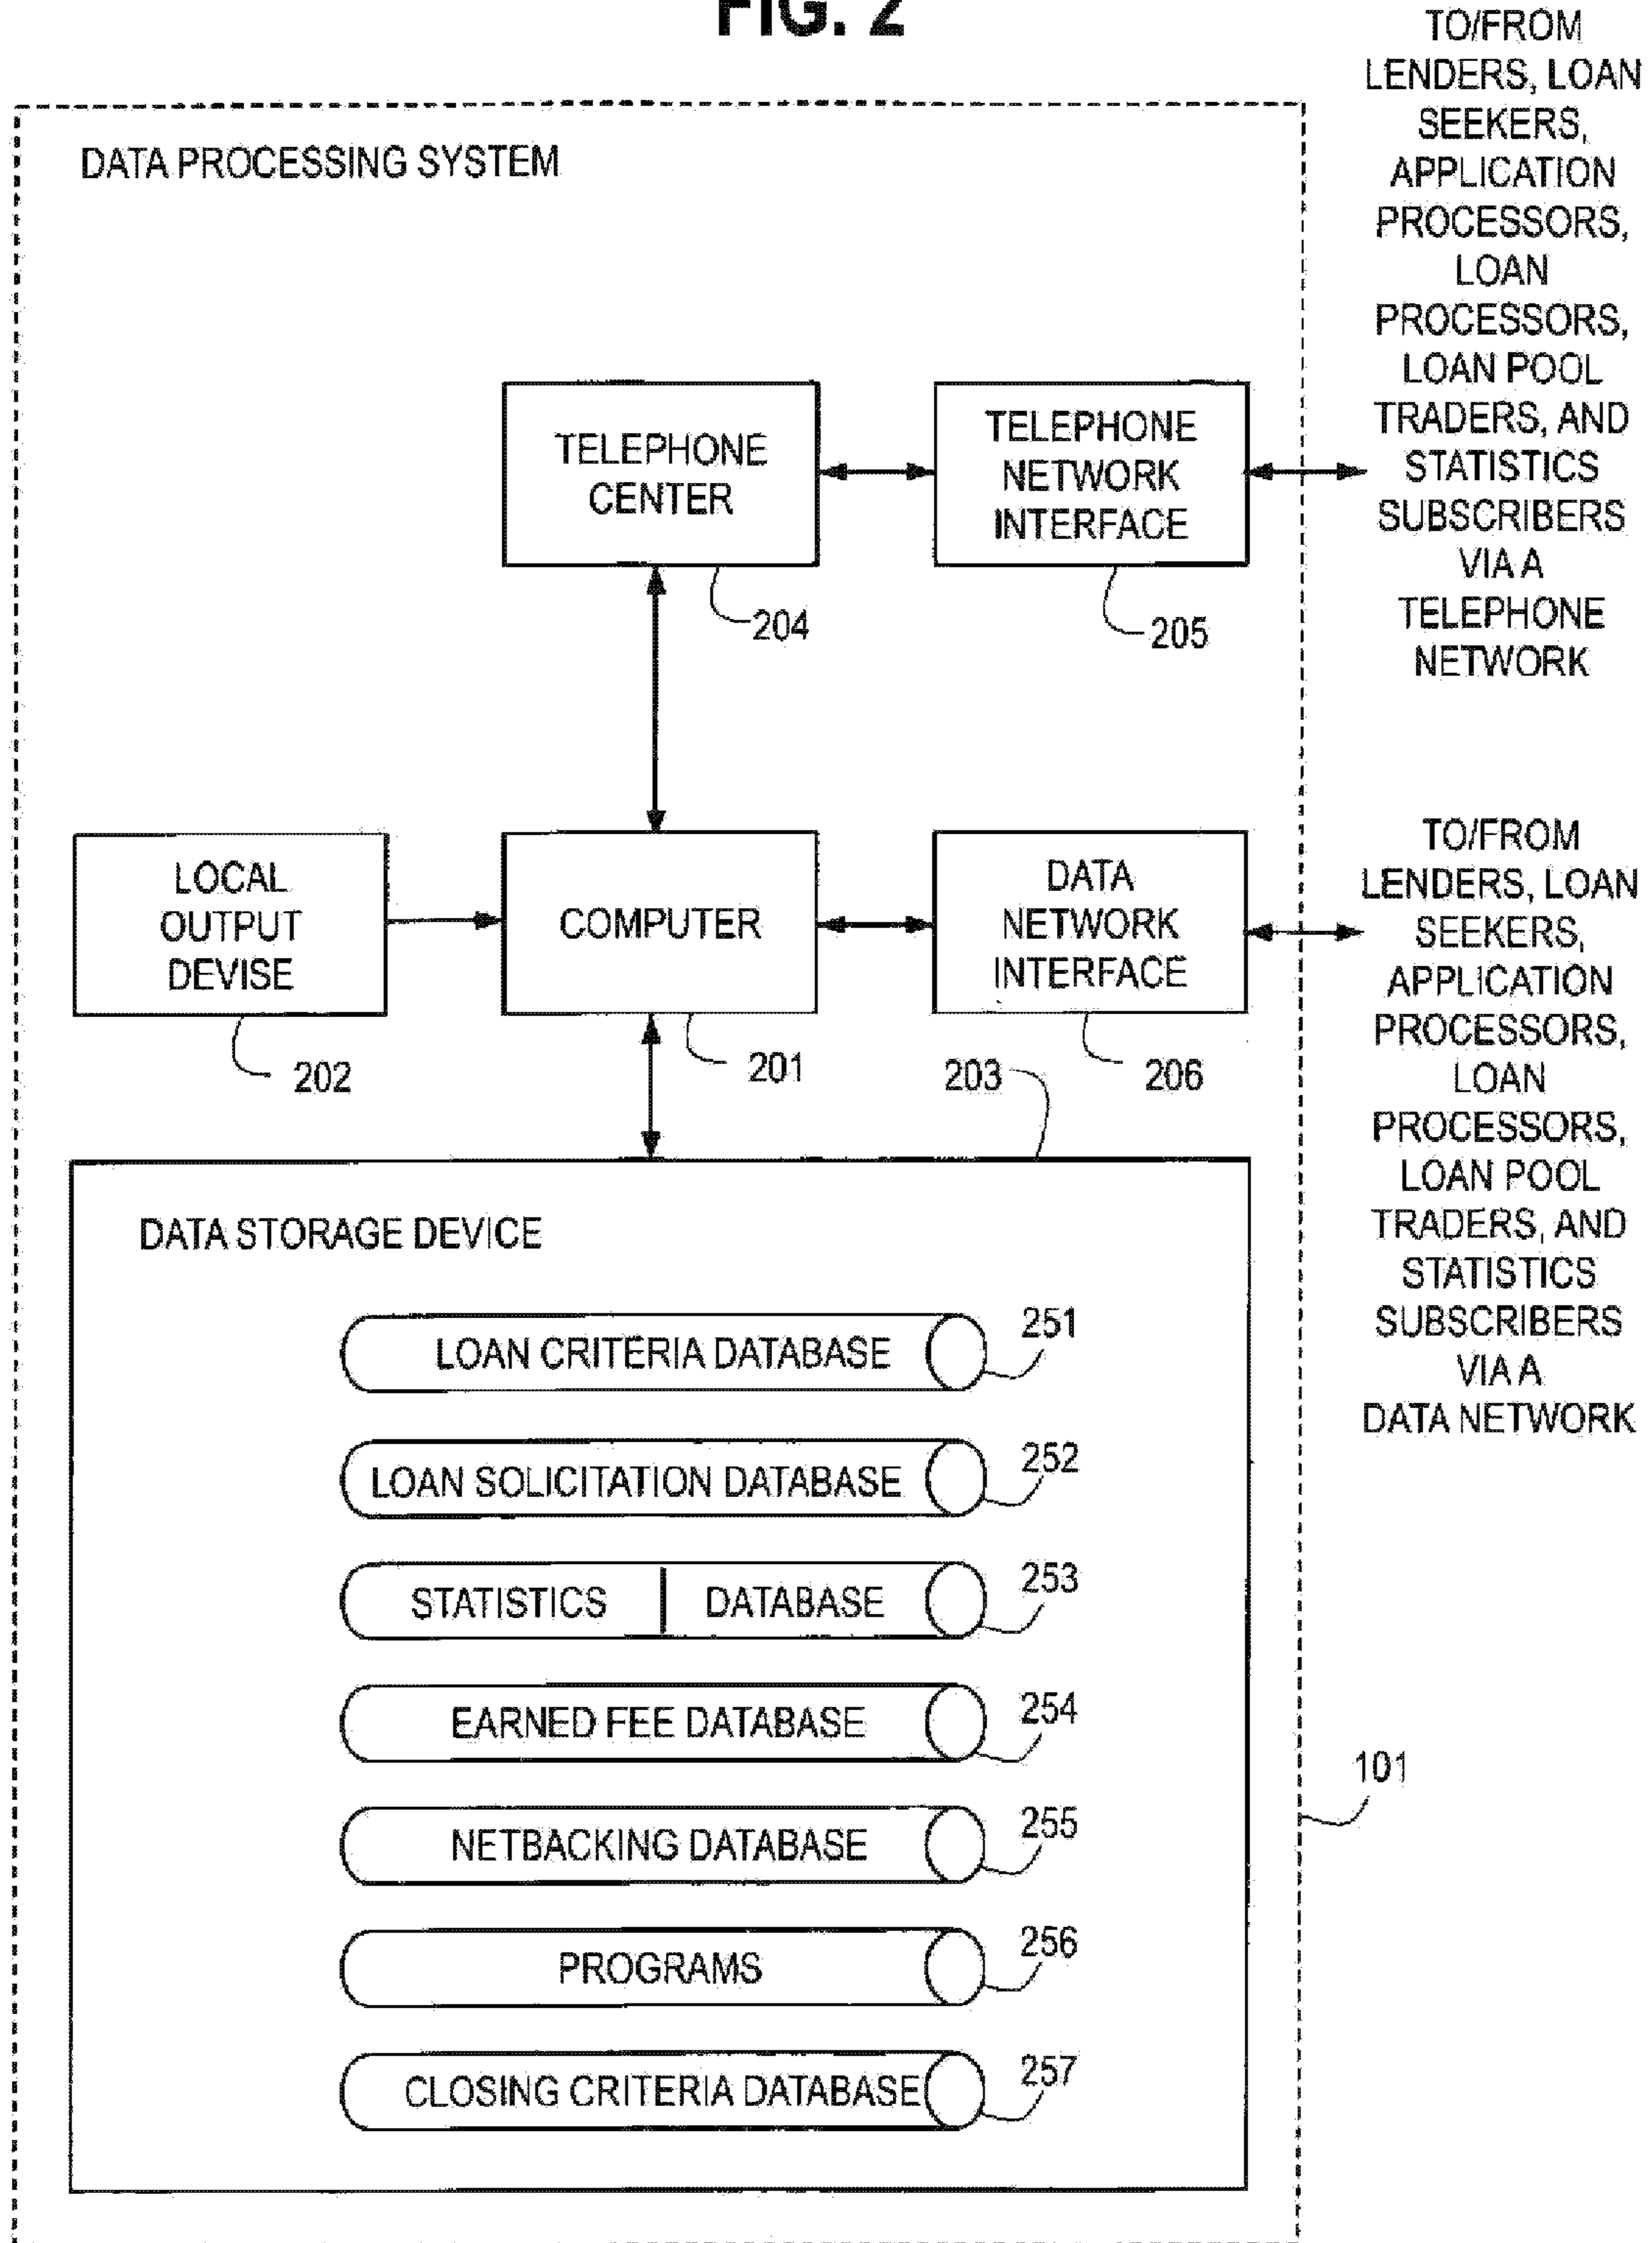 FIG. 2
TO/FROM
LENDERS, LOAN
SEEKERS,
APPLICATION
PROCESSORS,
LOAN
PROCESSORS,
LOAN POOL
TRADERS, AND
STATISTICS
SUBSCRIBERS
VIA A
TELEPHONE
NETWORK
DATA PROCESSING SYSTEM
TELEPHONE
CENTER
204
TELEPHONE
NETWORK
INTERFACE
205
LOCAL
OUTPUT
DEVISE
202
COMPUTER
201
DATA
NETWORK
INTERFACE
206
TO/FROM
LENDERS, LOAN
SEEKERS,
APPLICATION
PROCESSORS,
LOAN
PROCESSORS,
LOAN POOL
TRADERS, AND
STATISTICS
SUBSCRIBERS
VIA A
DATA NETWORK
203
DATA STORAGE DEVICE
LOAN CRITERIA DATABASE 251
LOAN SOLICITATION DATABASE 252
STATISTICS DATABASE 253
EARNED FEE DATABASE 254
NETBACKING DATABASE 255
PROGRAMS 256
CLOSING CRITERIA DATABASE 257
101